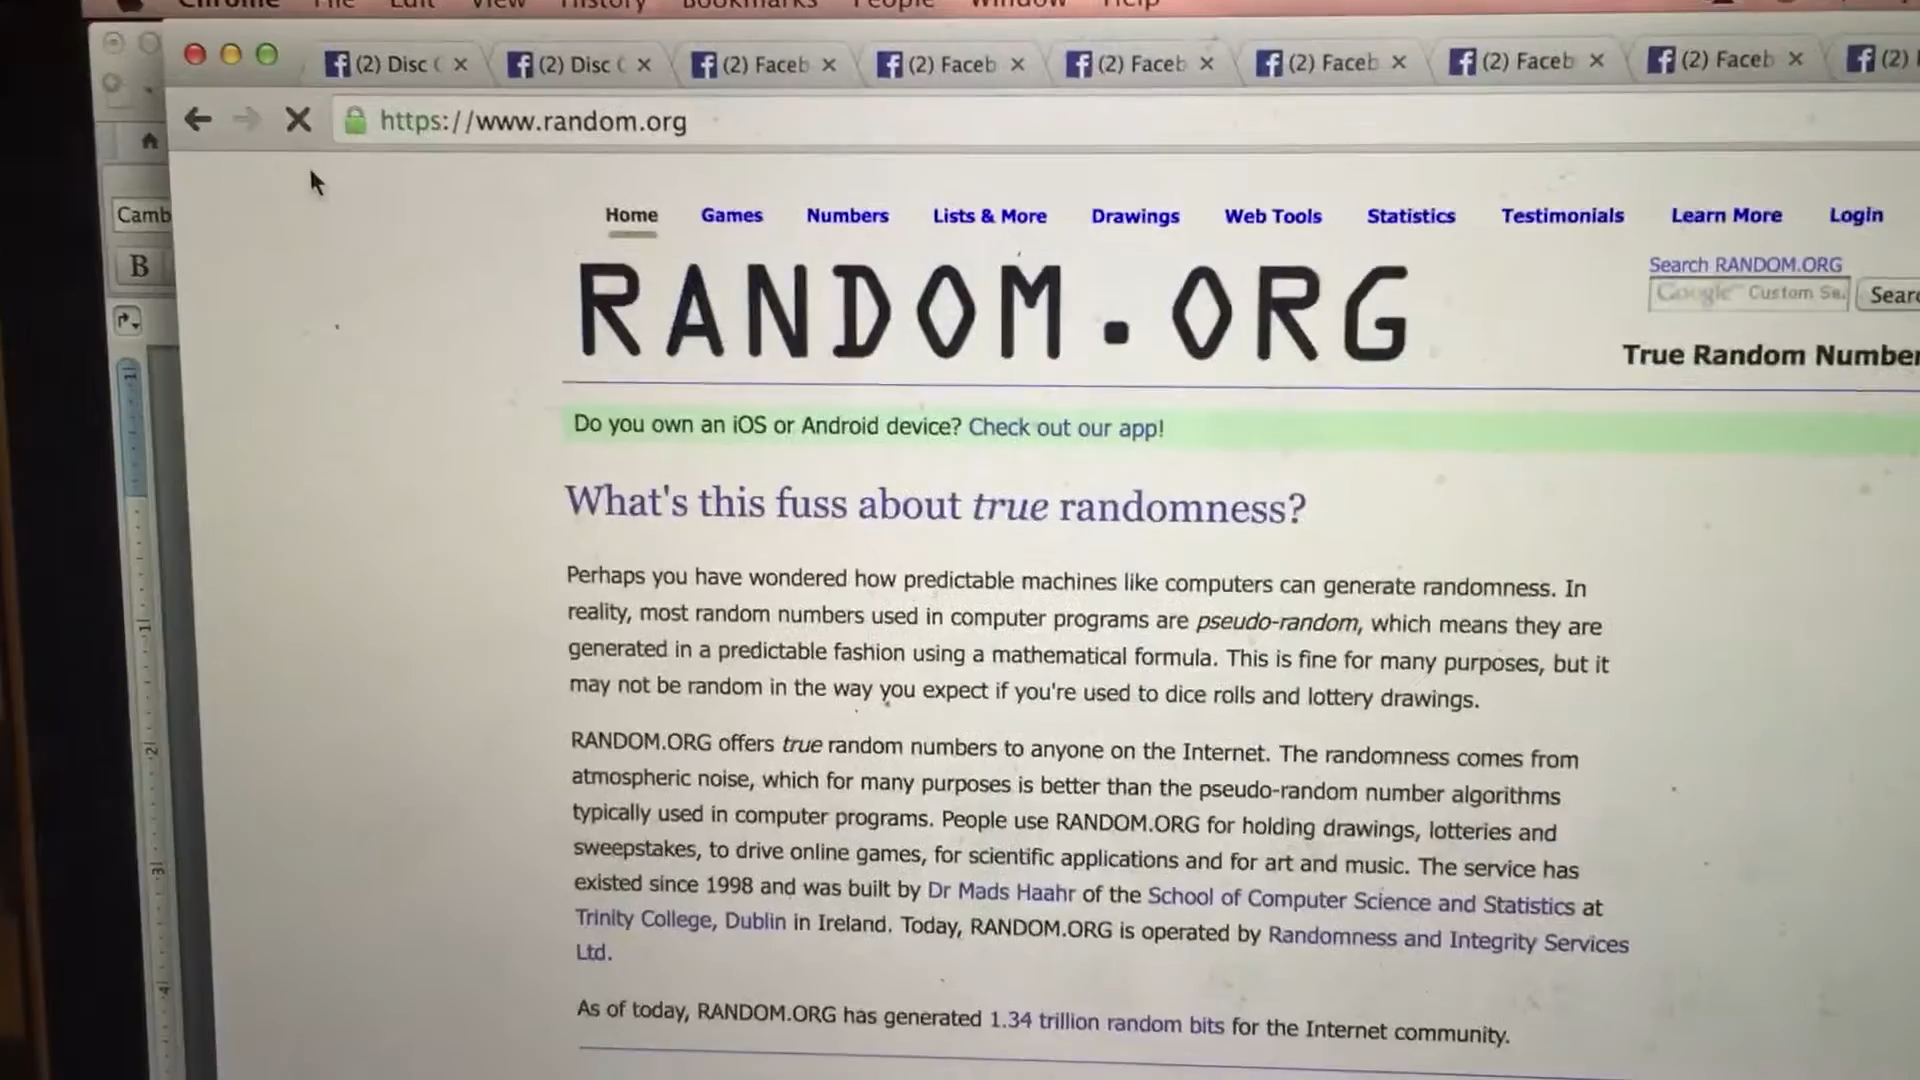 Chrome File Edit View History Bookmarks People Window Help
(2) Disc (2) Disc (2) Faceb (2) Faceb (2) Faceb (2) Faceb (2) Faceb (2) Faceb (2)
https://www.random.org
Camb
B
Home Games Numbers Lists & More Drawings Web Tools Statistics Testimonials Learn More Login
RANDOM.ORG
Search RANDOM.ORG
Google™ Custom Sea
Searc
True Random Number
Do you own an iOS or Android device? Check out our app!
What's this fuss about true randomness?
Perhaps you have wondered how predictable machines like computers can generate randomness. In
reality, most random numbers used in computer programs are pseudo-random, which means they are
generated in a predictable fashion using a mathematical formula. This is fine for many purposes, but it
may not be random in the way you expect if you're used to dice rolls and lottery drawings.
RANDOM.ORG offers true random numbers to anyone on the Internet. The randomness comes from
atmospheric noise, which for many purposes is better than the pseudo-random number algorithms
typically used in computer programs. People use RANDOM.ORG for holding drawings, lotteries and
sweepstakes, to drive online games, for scientific applications and for art and music. The service has
existed since 1998 and was built by Dr Mads Haahr of the School of Computer Science and Statistics at
Trinity College, Dublin in Ireland. Today, RANDOM.ORG is operated by Randomness and Integrity Services
Ltd.
As of today, RANDOM.ORG has generated 1.34 trillion random bits for the Internet community.